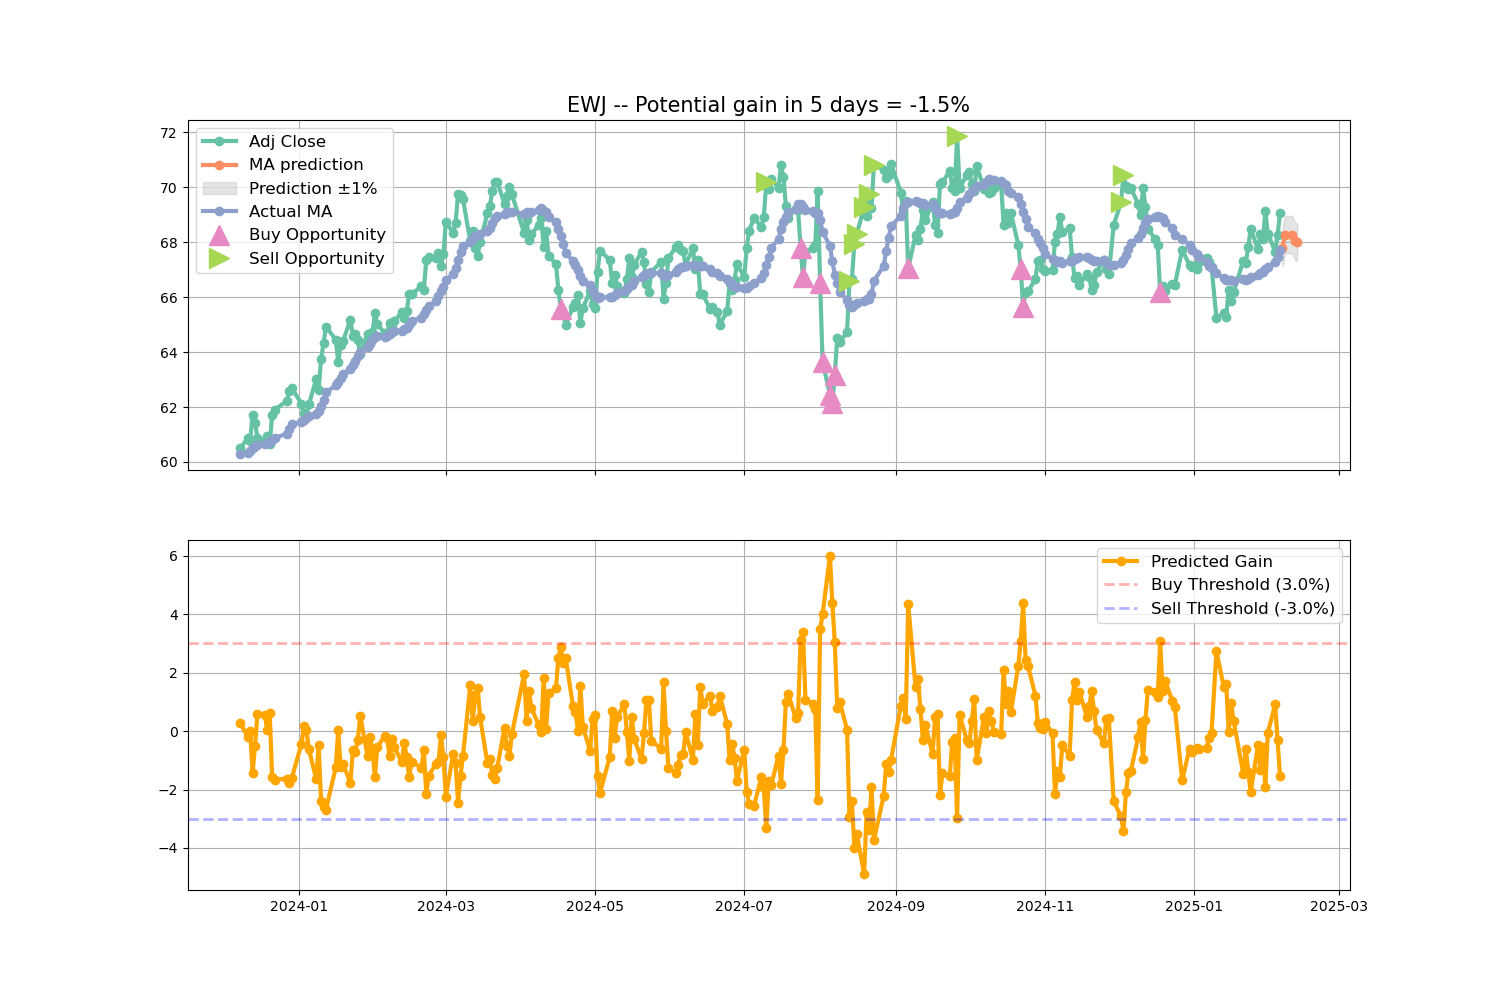 EWJ -- Potential gain in 5 days = -1.5%
72
70
68
66
64
62
60
Adj Close
MA prediction
Prediction ±1%
Actual MA
Buy Opportunity
Sell Opportunity
6
4
2
0
−2
−4
Predicted Gain
Buy Threshold (3.0%)
Sell Threshold (-3.0%)
2024-01
2024-03
2024-05
2024-07
2024-09
2024-11
2025-01
2025-03